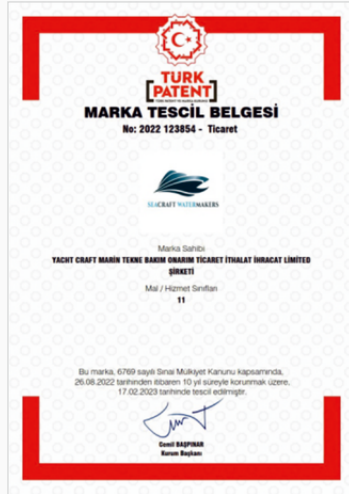 TÜRK
PATENT
TÜRK PATENT VE MARKA KURUMU
MARKA TESCİL BELGESİ
No: 2022 123854 - Ticaret
SEACRAFT WATERMAKERS
Marka Sahibi
YACHT CRAFT MARİN TEKNE BAKIM ONARIM TİCARET İTHALAT İHRACAT LİMİTED
ŞİRKETİ
Mal / Hizmet Sınıfları
11
Bu marka, 6769 sayılı Sınai Mülkiyet Kanunu kapsamında,
26.08.2022 tarihinden itibaren 10 yıl süreyle korunmak üzere,
17.02.2023 tarihinde tescil edilmiştir.
Cemil BAŞPINAR
Kurum Başkanı